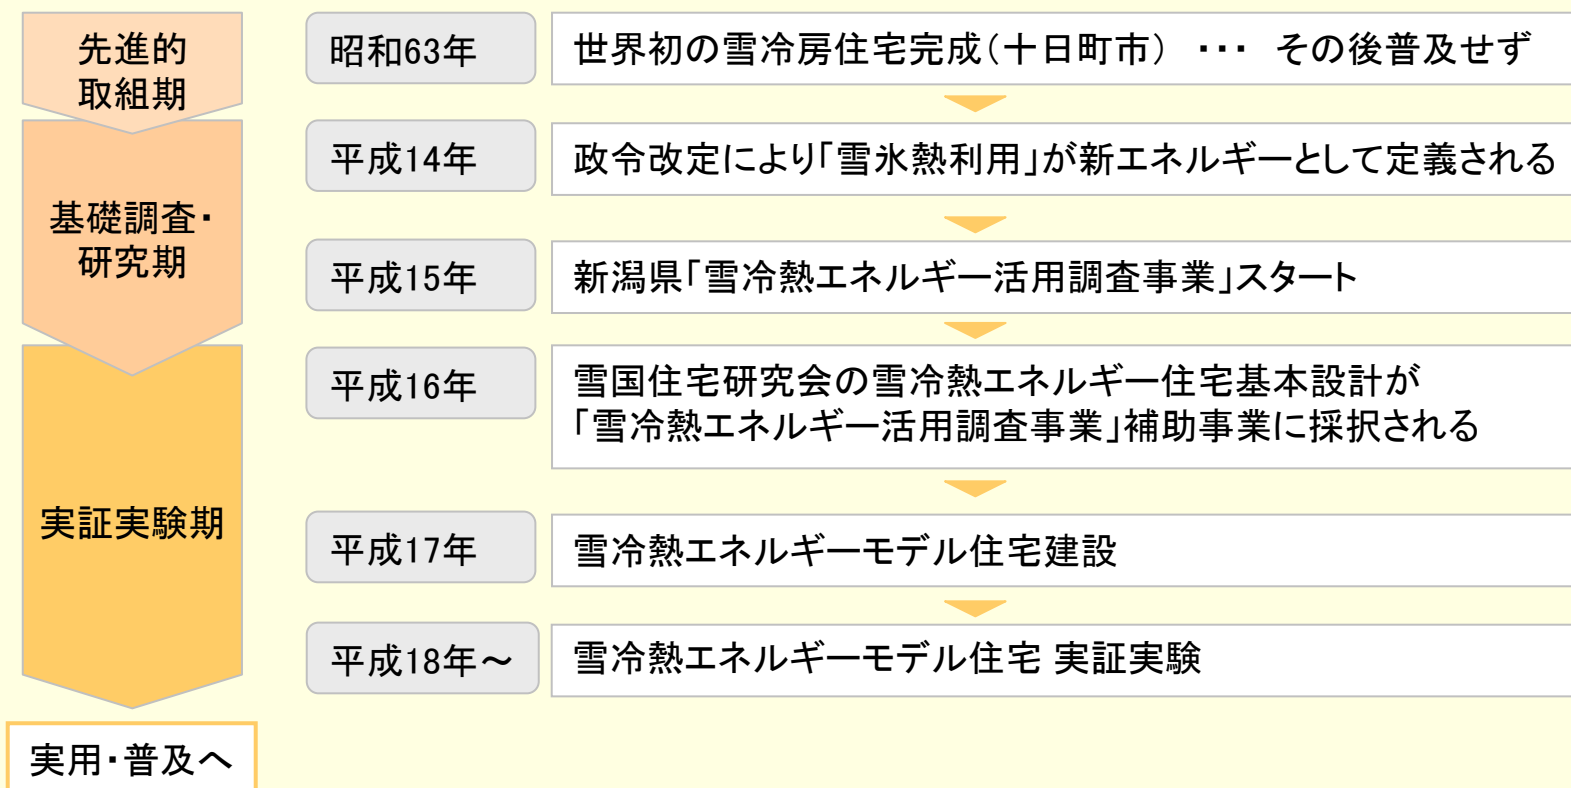 先進的
取組期
昭和63年
世界初の雪冷房住宅完成(十日町市) ・・・ その後普及せず
基礎調査・
研究期
平成14年
政令改定により「雪氷熱利用」が新エネルギーとして定義される
平成15年
新潟県「雪冷熱エネルギー活用調査事業」スタート
実証実験期
平成16年
雪国住宅研究会の雪冷熱エネルギー住宅基本設計が
「雪冷熱エネルギー活用調査事業」補助事業に採択される
平成17年
雪冷熱エネルギーモデル住宅建設
平成18年～
雪冷熱エネルギーモデル住宅 実証実験
実用・普及へ